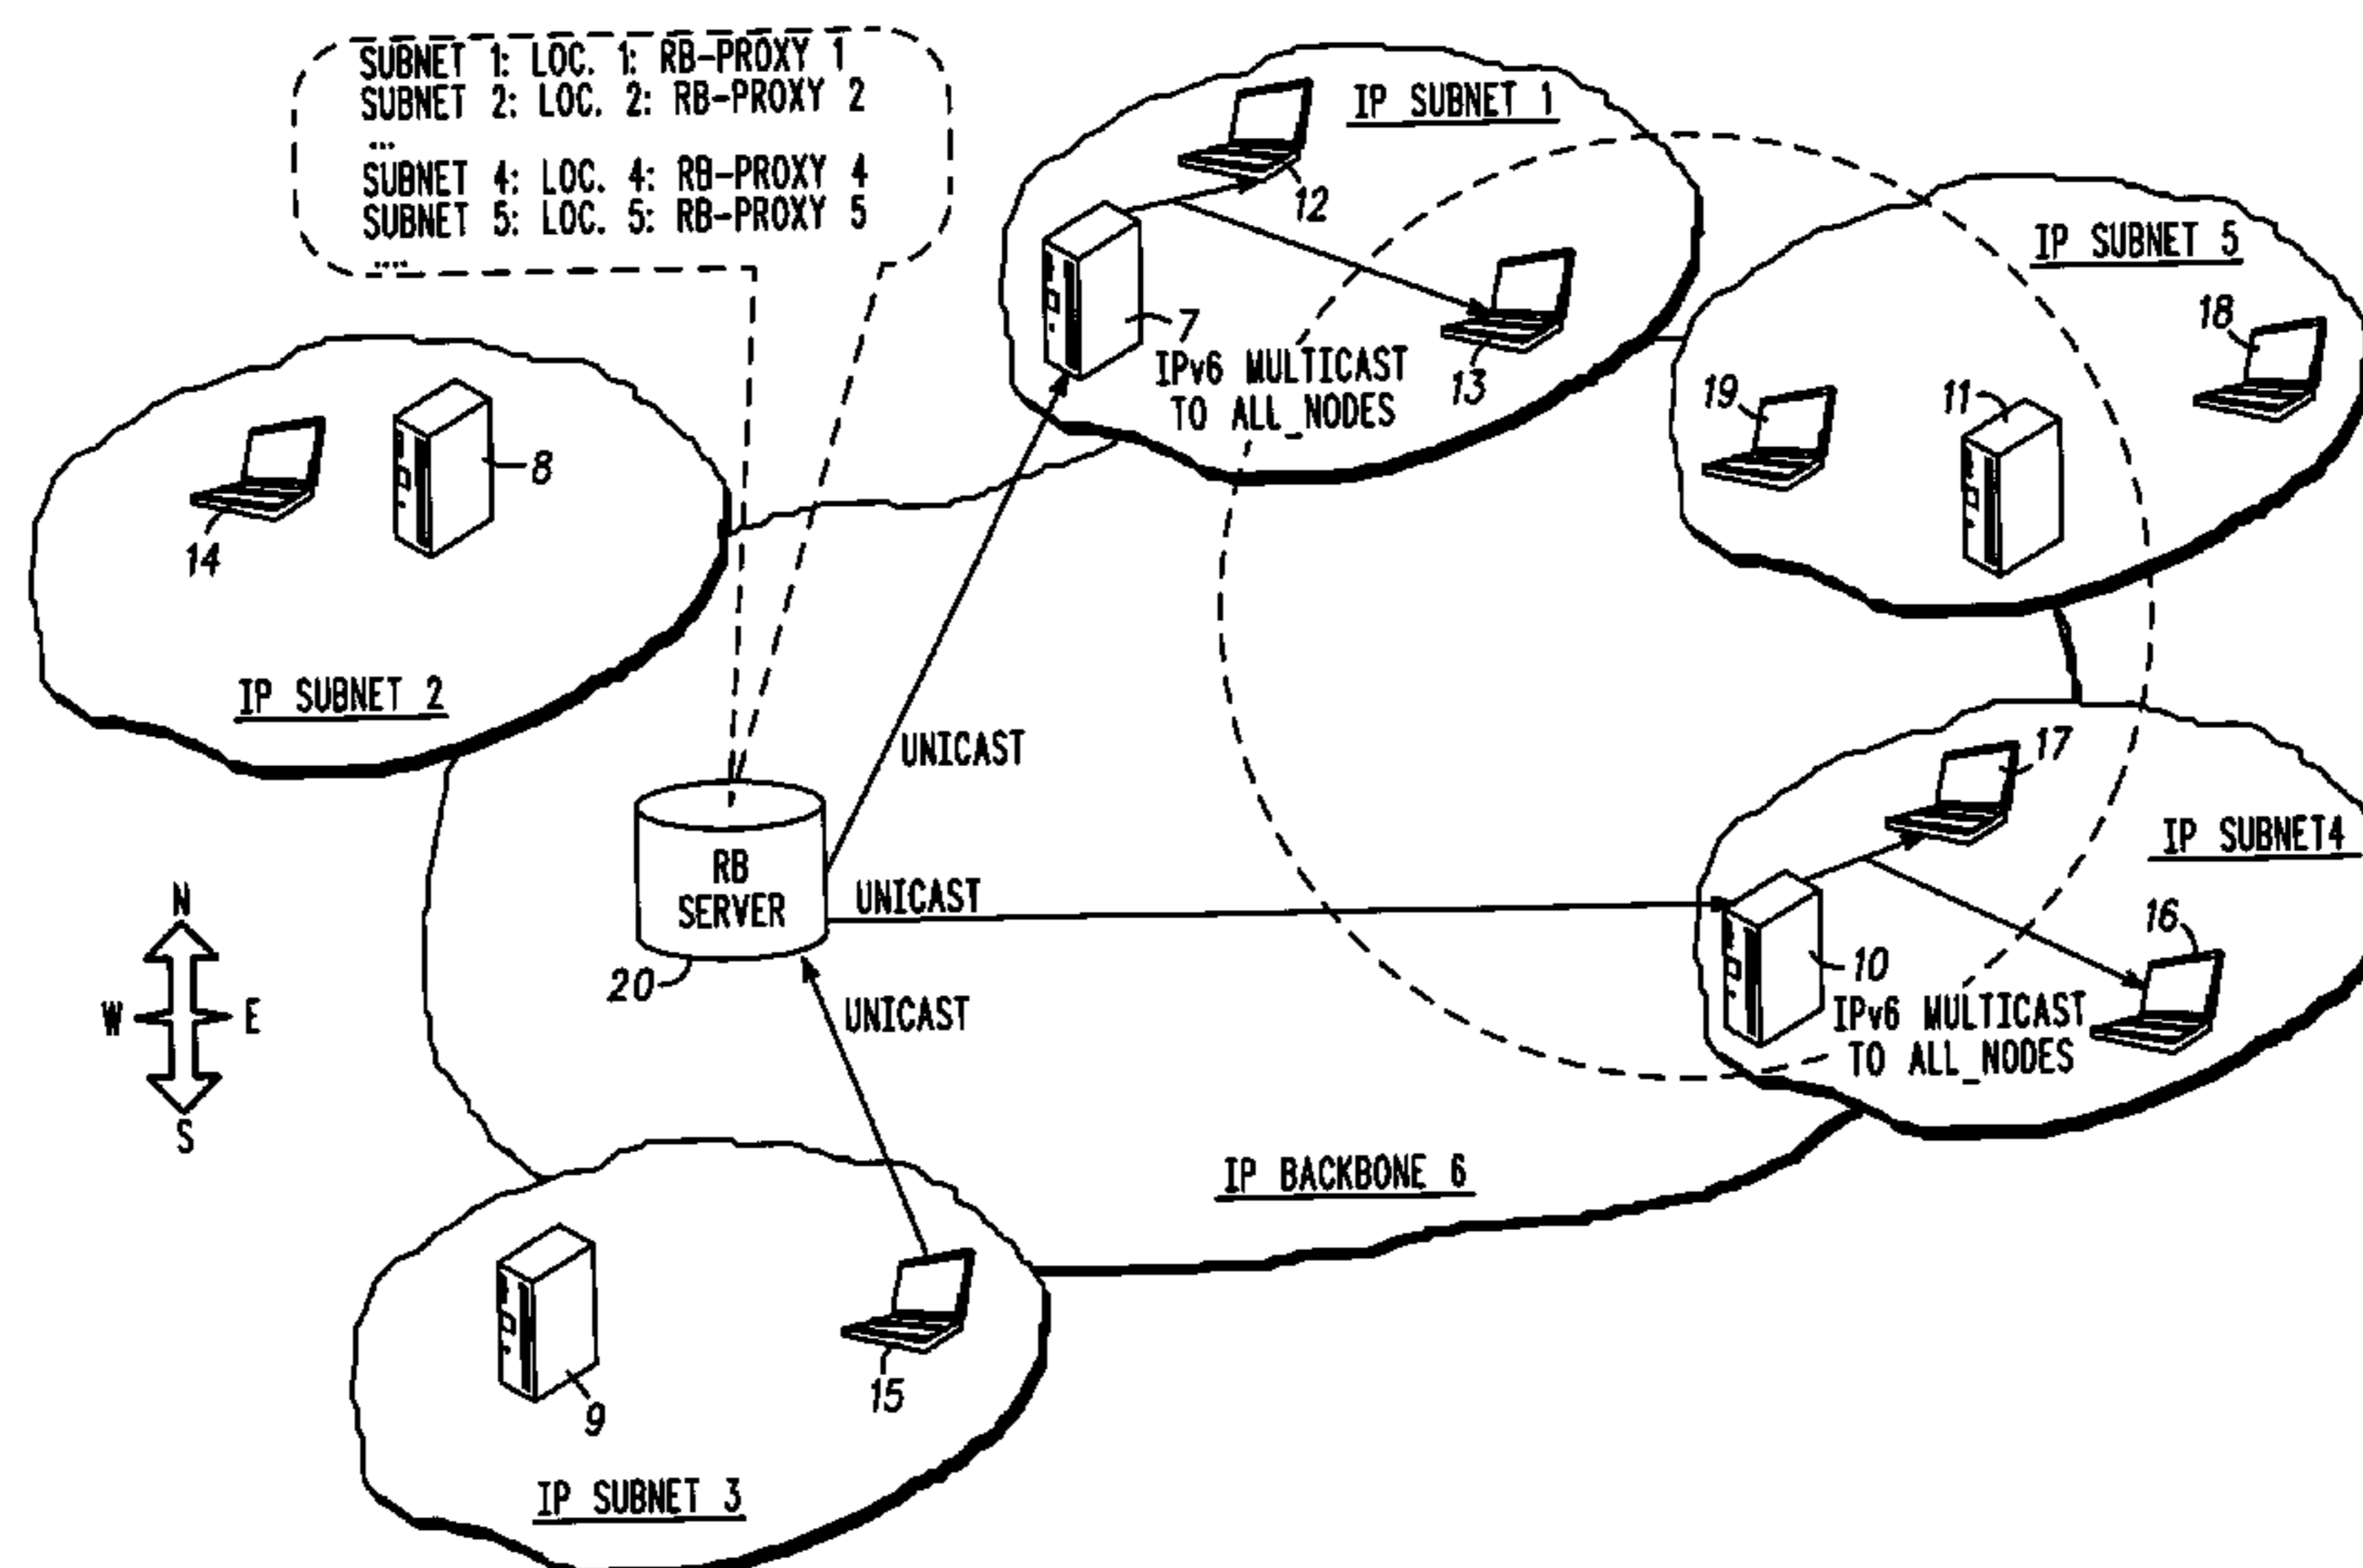 SUBNET 1: LOC. 1: RB-PROXY 1
SUBNET 2: LOC. 2: RB-PROXY 2
...
SUBNET 4: LOC. 4: RB-PROXY 4
SUBNET 5: LOC. 5: RB-PROXY 5
....
IP SUBNET 1
12
7
13
IPv6 MULTICAST
TO ALL_NODES
IP SUBNET 5
18
19
11
14
8
IP SUBNET 2
UNICAST
RB
SERVER
20
UNICAST
UNICAST
17
IP SUBNET4
16
10
IPv6 MULTICAST
TO ALL_NODES
N
W
E
S
IP BACKBONE 6
9
15
IP SUBNET 3